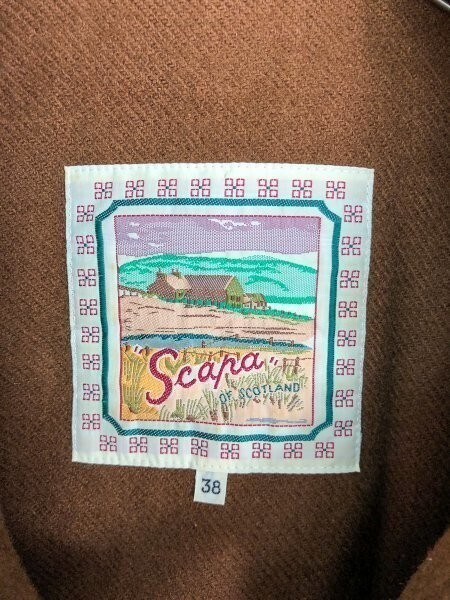 "Scapa"
OF SCOTLAND
38